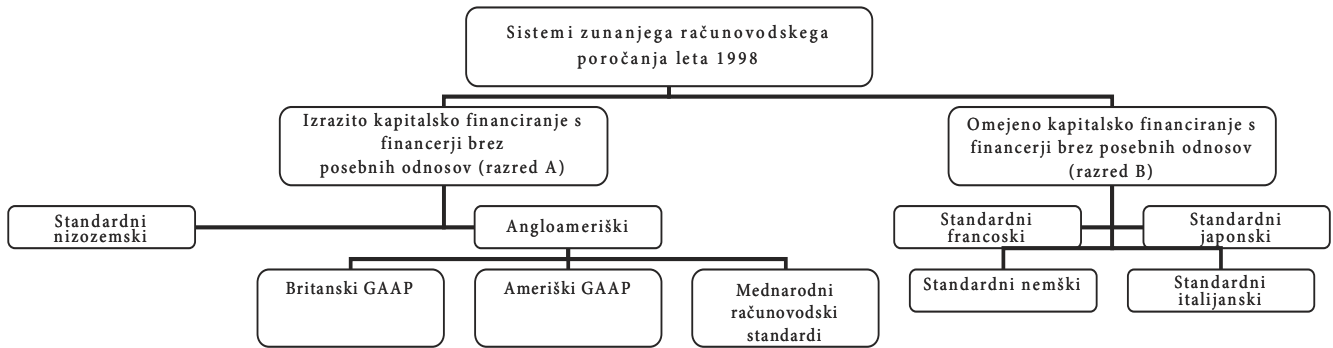 Sistemi zunanjega računovodskega
poročanja leta 1998
Izrazito kapitalsko financiranje s
financerji brez
posebnih odnosov (razred A)
Omejeno kapitalsko financiranje s
financerji brez posebnih odnosov
(razred B)
Standardni
nizozemski
Angloameriški
Standardni
francoski
Standardni
japonski
Britanski GAAP
Ameriški GAAP
Mednarodni
računovodski
standardi
Standardni nemški
Standardni
italijanski